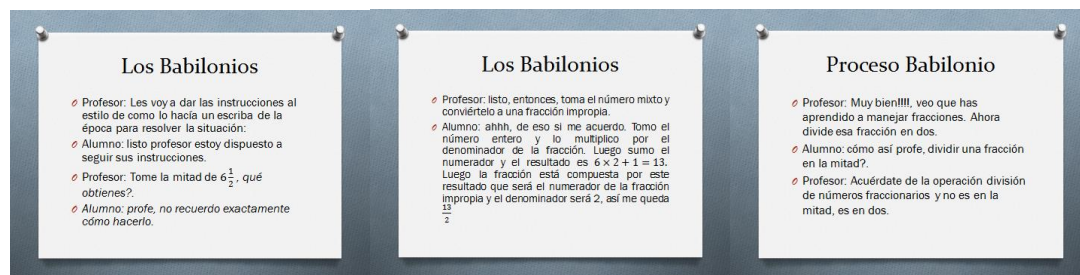 Los Babilonios
Profesor: Les voy a dar las instrucciones al
estilo de como lo hacía un escriba de la
época para resolver la situación:
Alumno: listo profesor estoy dispuesto a
seguir sus instrucciones.
Profesor: Tome la mitad de 6 1/2, qué
obtienes?.
Alumno: profe, no recuerdo exactamente
cómo hacerlo.
Los Babilonios
Profesor: listo, entonces, toma el número mixto y
conviértelo a una fracción impropia.
Alumno: ahhh, de eso si me acuerdo. Tomo el
número entero y lo multiplico por el
denominador de la fracción. Luego sumo el
numerador y el resultado es 6 × 2 + 1 = 13.
Luego la fracción está compuesta por este
resultado que será el numerador de la fracción
impropia y el denominador será 2, así me queda
13/2
Proceso Babilonio
Profesor: Muy bien!!!!, veo que has
aprendido a manejar fracciones. Ahora
divide esa fracción en dos.
Alumno: cómo así profe, dividir una fracción
en la mitad?.
Profesor: Acuérdate de la operación división
de números fraccionarios y no es en la
mitad, es en dos.